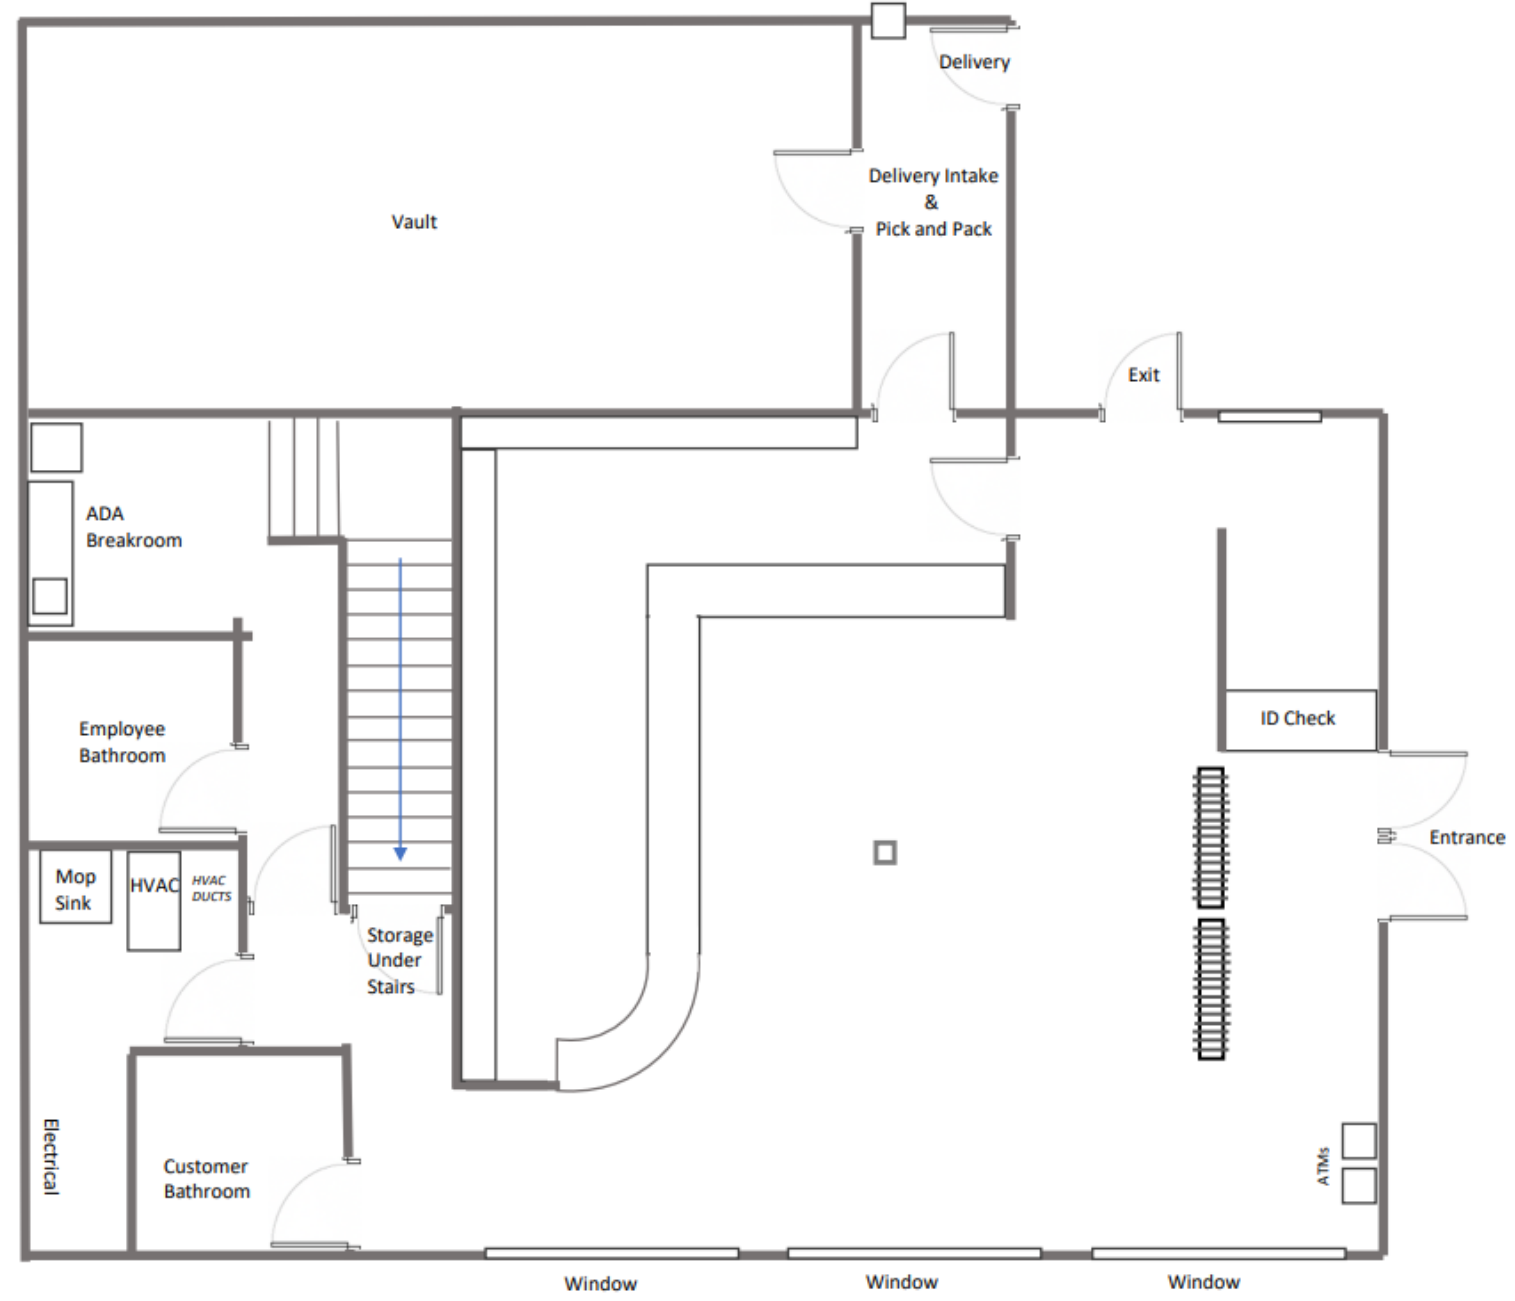 Delivery
Delivery Intake
&
Pick and Pack
Vault
Exit
ADA
Breakroom
ID Check
Employee
Bathroom
Entrance
Mop
Sink
HVAC
HVAC
DUCTS
Storage
Under
Stairs
Electrical
Customer
Bathroom
ATMs
Window
Window
Window